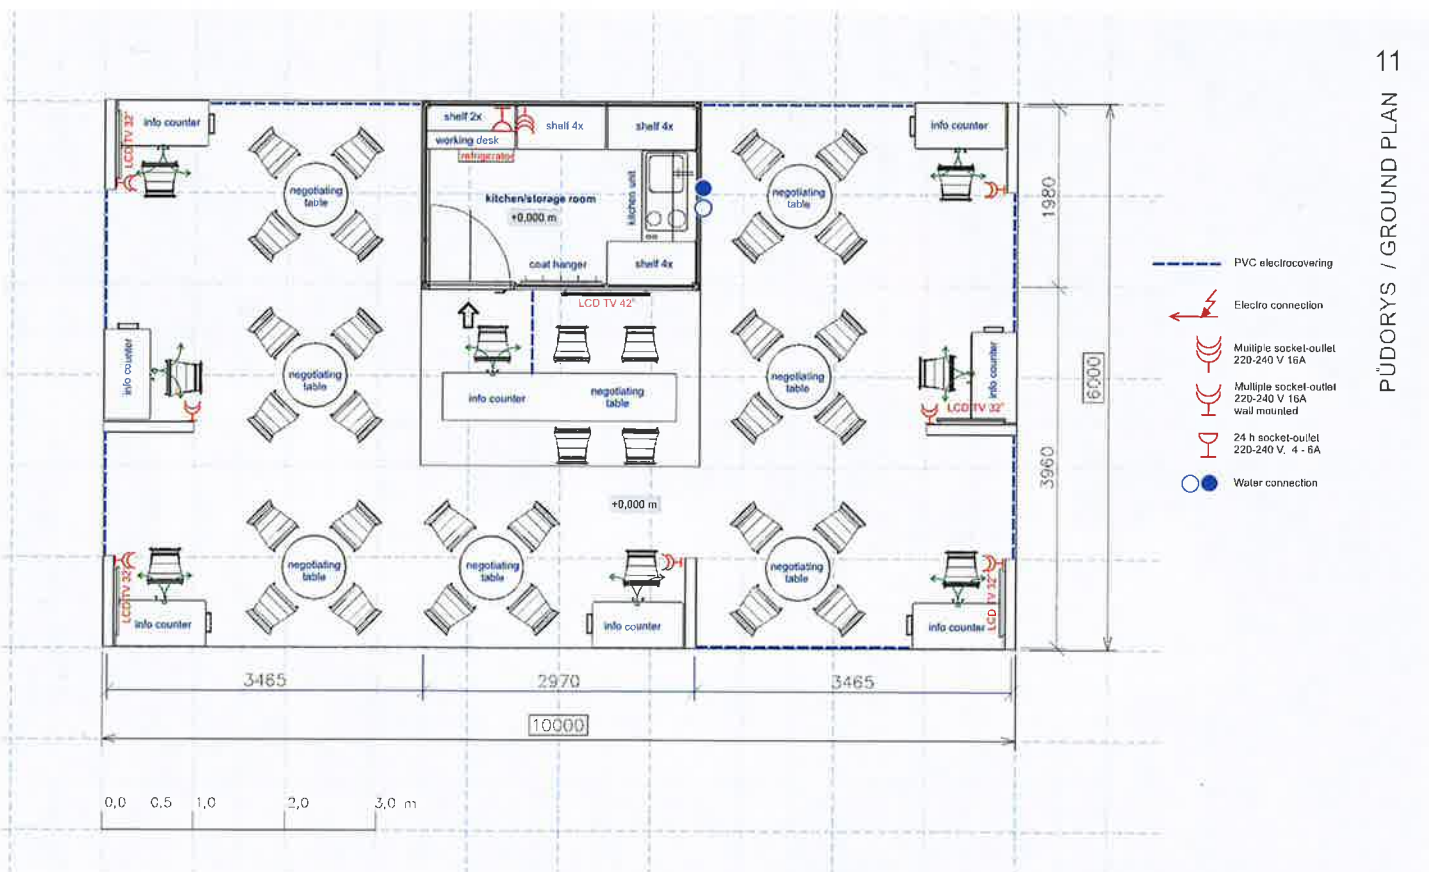 11
PŮDORYS / GROUND PLAN
LCD TV 32"
info counter
shelf 2x
working desk
refrigerator
shelf 4x
shelf 4x
info counter
negotiating
table
kitchen/storage room
+0,000 m
kitchen unit
negotiating
table
coat hanger
shelf 4x
LCD TV 42"
1980
6000
3960
PVC electrocovering
Electro connection
Multiple socket-outlet
220-240 V 16A
Multiple socket-outlet
220-240 V 16A
wall mounted
24 h socket-outlet
220-240 V, 4 - 6A
Water connection
info counter
negotiating
table
info counter
negotiating
table
negotiating
table
info counter
LCD TV 32"
+0,000 m
LCD TV 32"
info counter
negotiating
table
negotiating
table
info counter
negotiating
table
info counter
LCD TV 32"
3465
2970
3465
10000
0,0
0,5
1,0
2,0
3,0 m